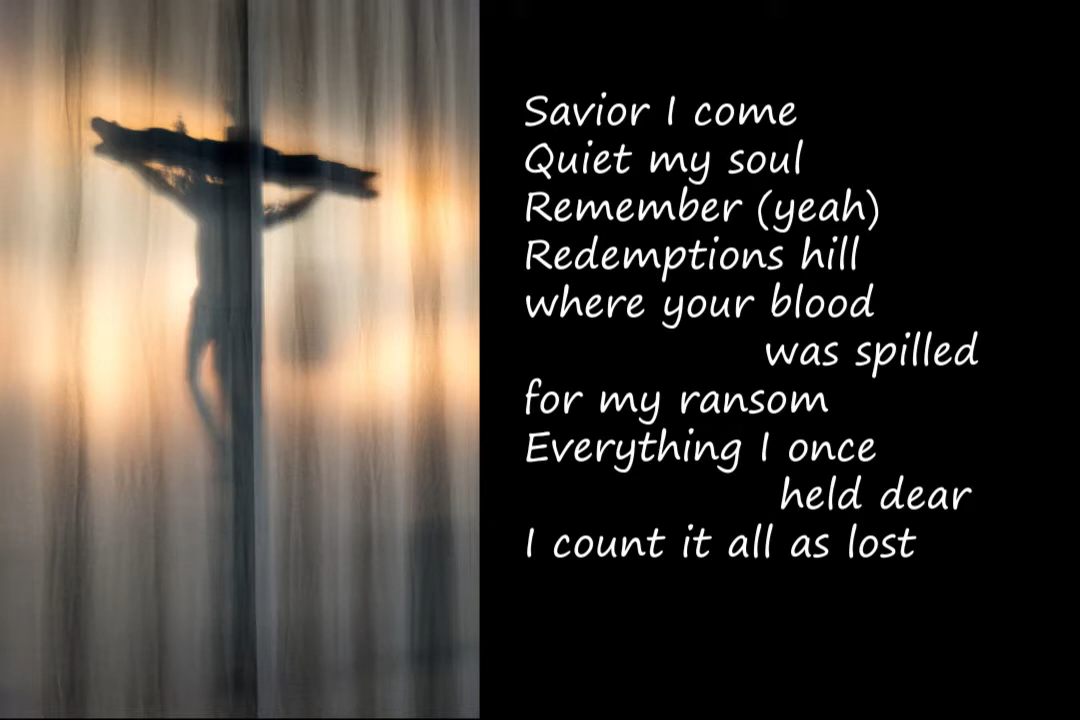 Savior I come
Quiet my soul
Remember (yeah)
Redemptions hill
where your blood
was spilled
for my ransom
Everything I once
held dear
I count it all as lost